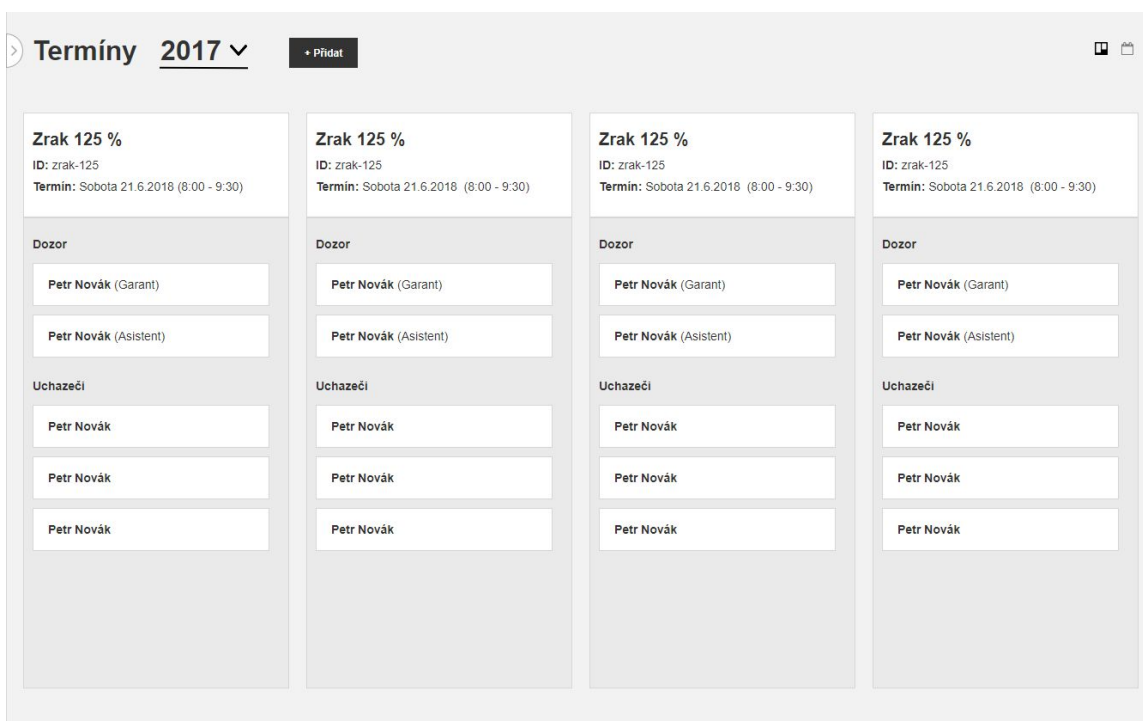 Termíny 2017 + Přidat
Zrak 125 %
ID: zrak-125
Termín: Sobota 21.6.2018 (8:00 - 9:30)
Dozor
Petr Novák (Garant)
Petr Novák (Asistent)
Uchazeči
Petr Novák
Petr Novák
Petr Novák
Zrak 125 %
ID: zrak-125
Termín: Sobota 21.6.2018 (8:00 - 9:30)
Dozor
Petr Novák (Garant)
Petr Novák (Asistent)
Uchazeči
Petr Novák
Petr Novák
Petr Novák
Zrak 125 %
ID: zrak-125
Termín: Sobota 21.6.2018 (8:00 - 9:30)
Dozor
Petr Novák (Garant)
Petr Novák (Asistent)
Uchazeči
Petr Novák
Petr Novák
Petr Novák
Zrak 125 %
ID: zrak-125
Termín: Sobota 21.6.2018 (8:00 - 9:30)
Dozor
Petr Novák (Garant)
Petr Novák (Asistent)
Uchazeči
Petr Novák
Petr Novák
Petr Novák